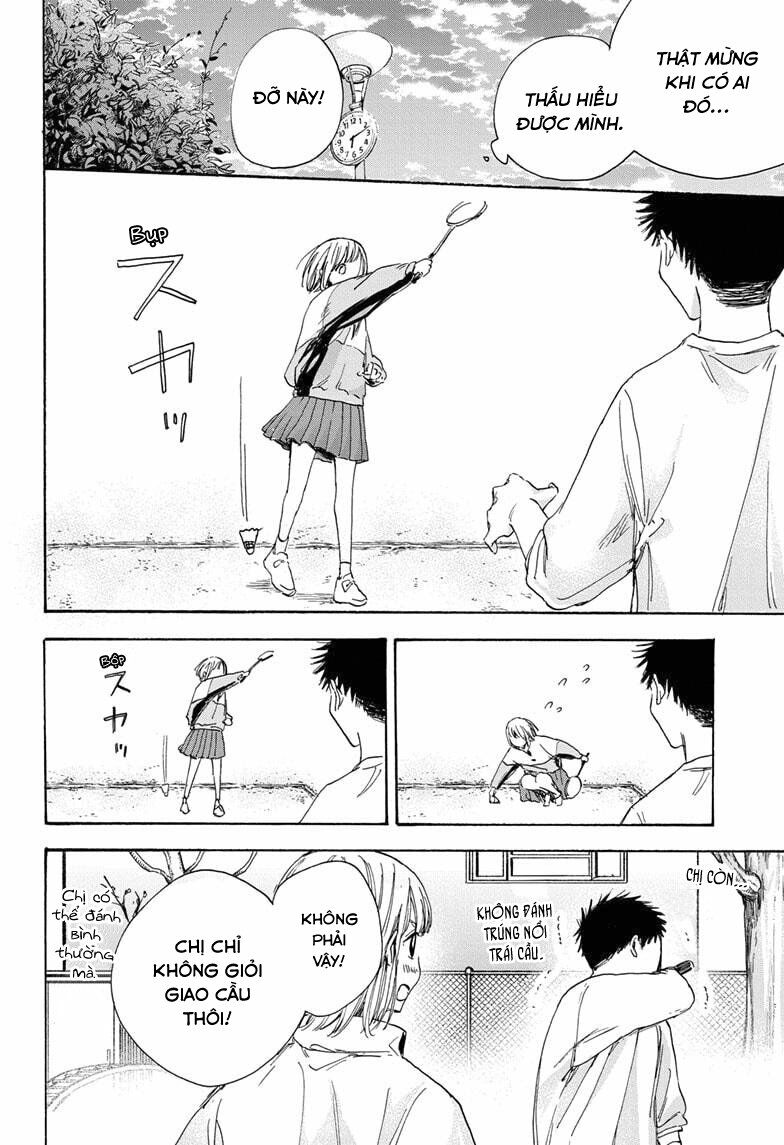 THẬT MỪNG
KHI CÓ AI
ĐÓ...
THẤU HIỂU
ĐƯỢC MÌNH.
ĐỠ NÀY!
BỤP
スカッ
BỘP
スカッ
CHỊ CÒN...
KHÔNG ĐÁNH
TRÚNG NỔI
TRÁI CẦU.
KHÔNG
PHẢI
VẬY!
CHỊ CHỈ
KHÔNG GIỎI
GIAO CẦU
THÔI!
Chị có
thể đánh
bình
thường
mà.